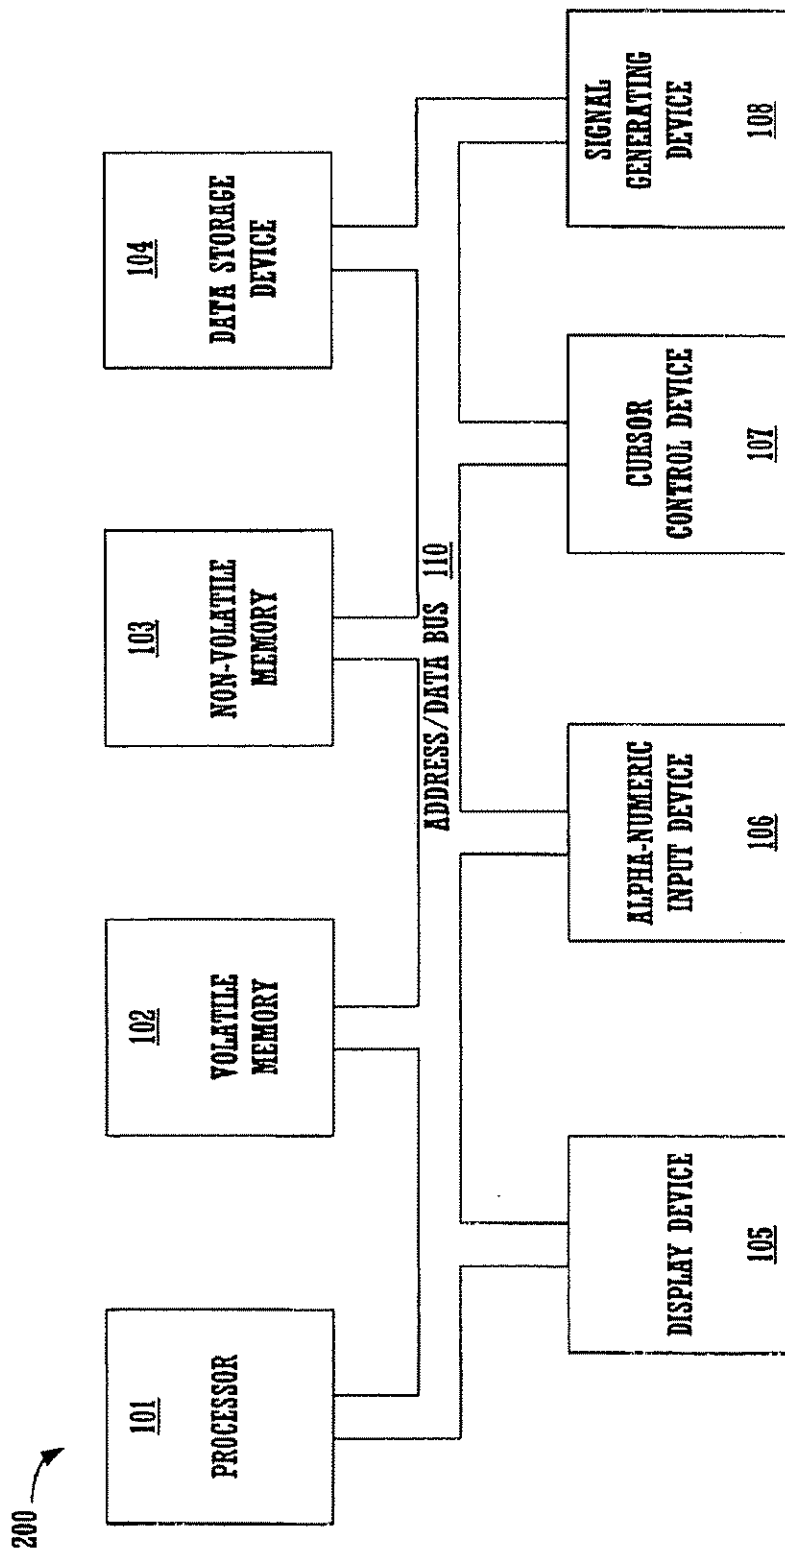 200
101
PROCESSOR
102
VOLATILE
MEMORY
103
NON-VOLATILE
MEMORY
104
DATA STORAGE
DEVICE
ADDRESS/DATA BUS 110
DISPLAY DEVICE
105
ALPHA-NUMERIC
INPUT DEVICE
106
CURSOR
CONTROL DEVICE
107
SIGNAL
GENERATING
DEVICE
108